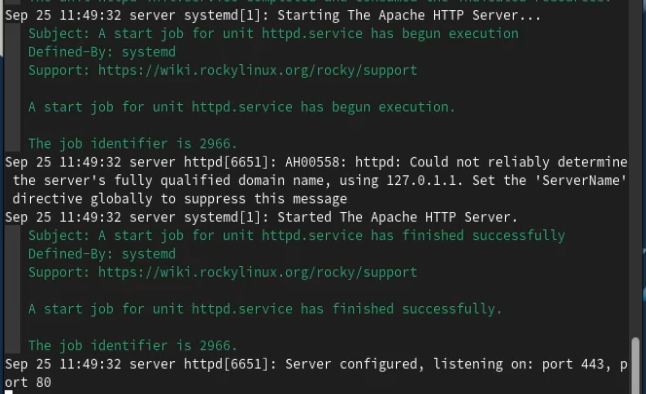 Sep 25 11:49:32 server systemd[1]: Starting The Apache HTTP Server...
Subject: A start job for unit httpd.service has begun execution
Defined-By: systemd
Support: https://wiki.rockylinux.org/rocky/support
A start job for unit httpd.service has begun execution.
The job identifier is 2966.
Sep 25 11:49:32 server httpd[6651]: AH00558: httpd: Could not reliably determine
the server's fully qualified domain name, using 127.0.1.1. Set the 'ServerName'
directive globally to suppress this message
Sep 25 11:49:32 server systemd[1]: Started The Apache HTTP Server.
Subject: A start job for unit httpd.service has finished successfully
Defined-By: systemd
Support: https://wiki.rockylinux.org/rocky/support
A start job for unit httpd.service has finished successfully.
The job identifier is 2966.
Sep 25 11:49:32 server httpd[6651]: Server configured, listening on: port 443, p
ort 80